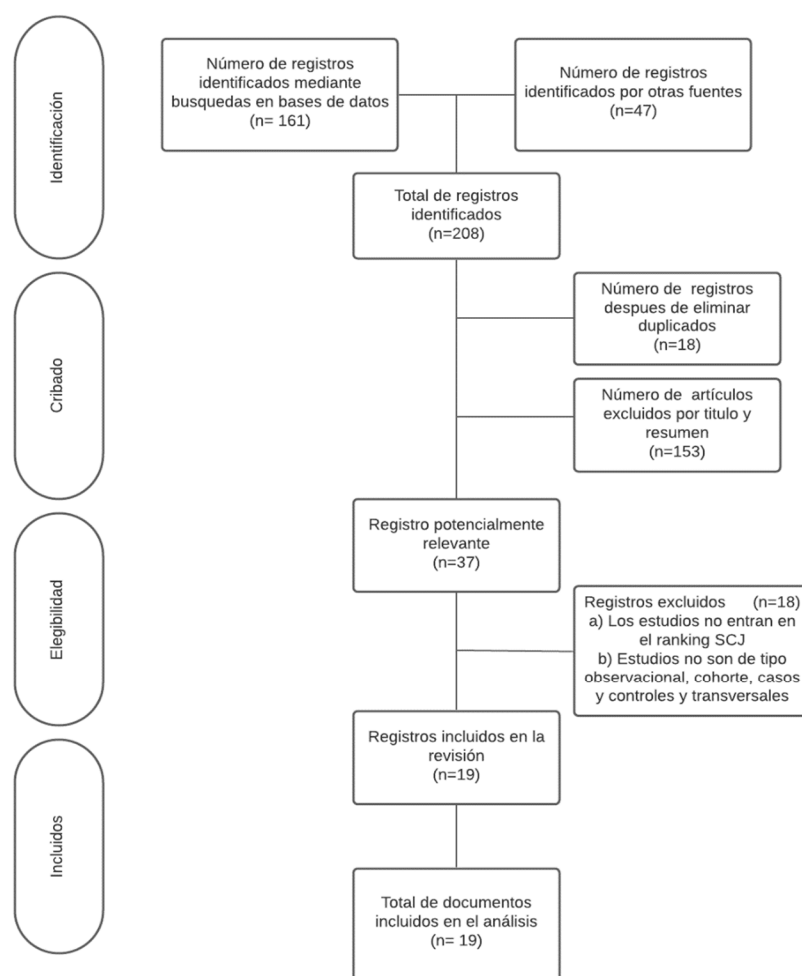 Identificación
Número de registros
identificados mediante
busquedas en bases de datos
(n= 161)
Número de registros
identificados por otras fuentes
(n=47)
Total de registros
identificados
(n=208)
Cribado
Número de registros
despues de eliminar
duplicados
(n=18)
Número de artículos
excluidos por titulo y
resumen
(n=153)
Elegibilidad
Registro potencialmente
relevante
(n=37)
Registros excluidos (n=18)
a) Los estudios no entran en
el ranking SCJ
b) Estudios no son de tipo
observacional, cohorte, casos
y controles y transversales
Incluidos
Registros incluidos en la
revisión
(n=19)
Total de documentos
incluidos en el análisis
(n= 19)